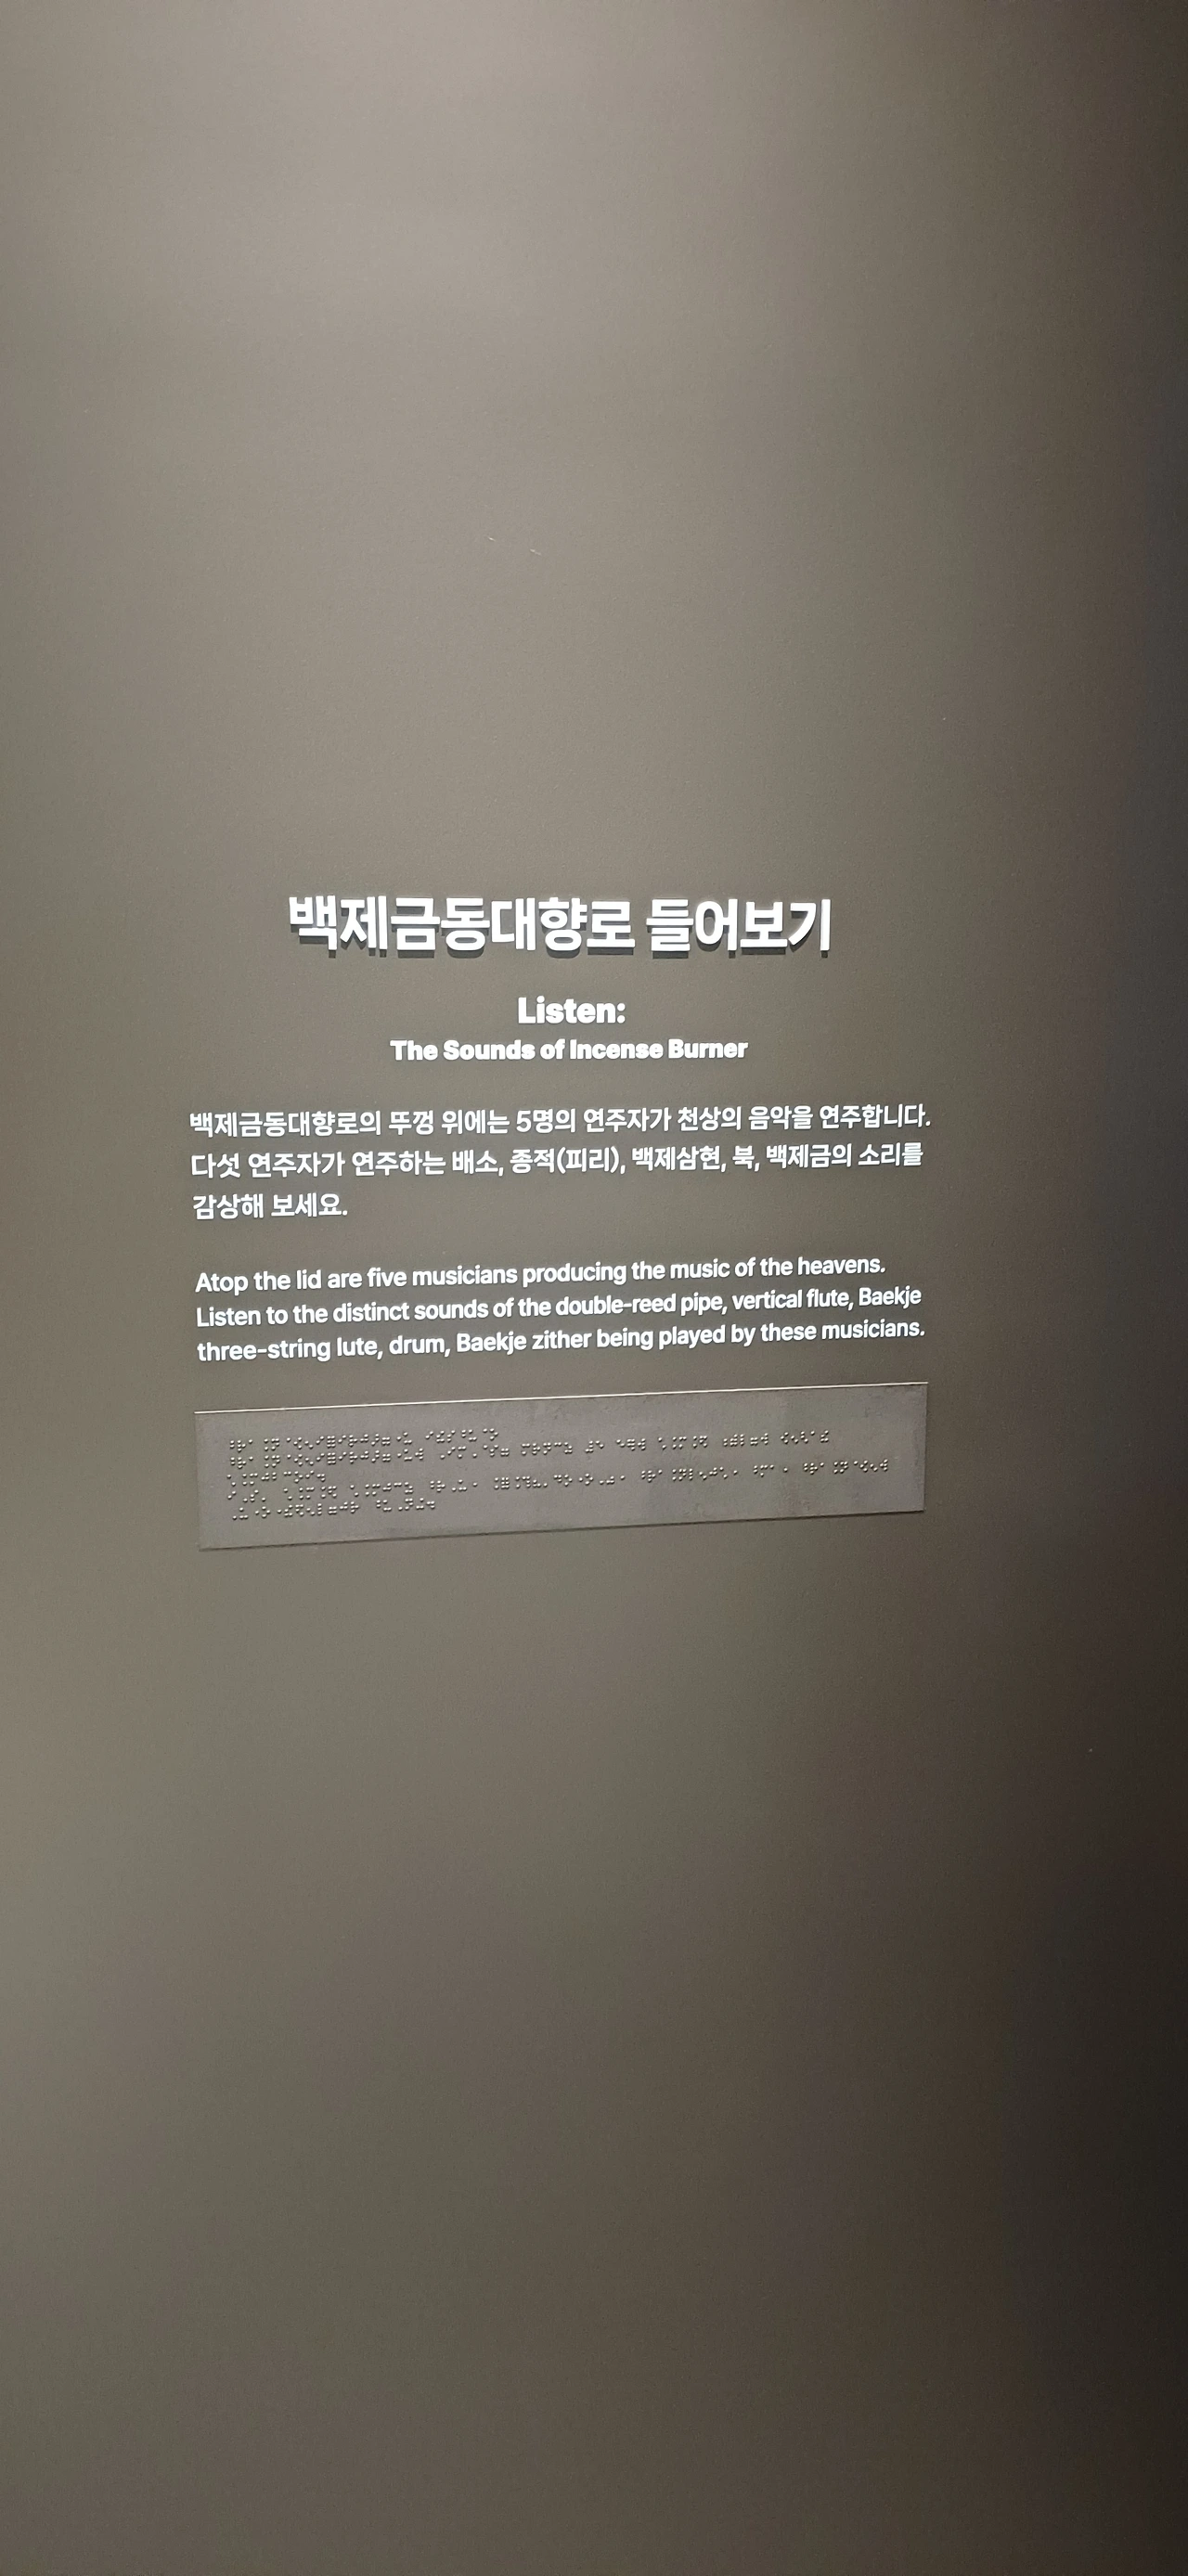 백제금동대향로 들어보기
Listen:
The Sounds of Incense Burner
백제금동대향로의 뚜껑 위에는 5명의 연주자가 천상의 음악을 연주합니다.
다섯 연주자가 연주하는 배소, 종적(피리), 백제삼현, 북, 백제금의 소리를
감상해 보세요.
Atop the lid are five musicians producing the music of the heavens.
Listen to the distinct sounds of the double-reed pipe, vertical flute, Baekje
three-string lute, drum, Baekje zither being played by these musicians.